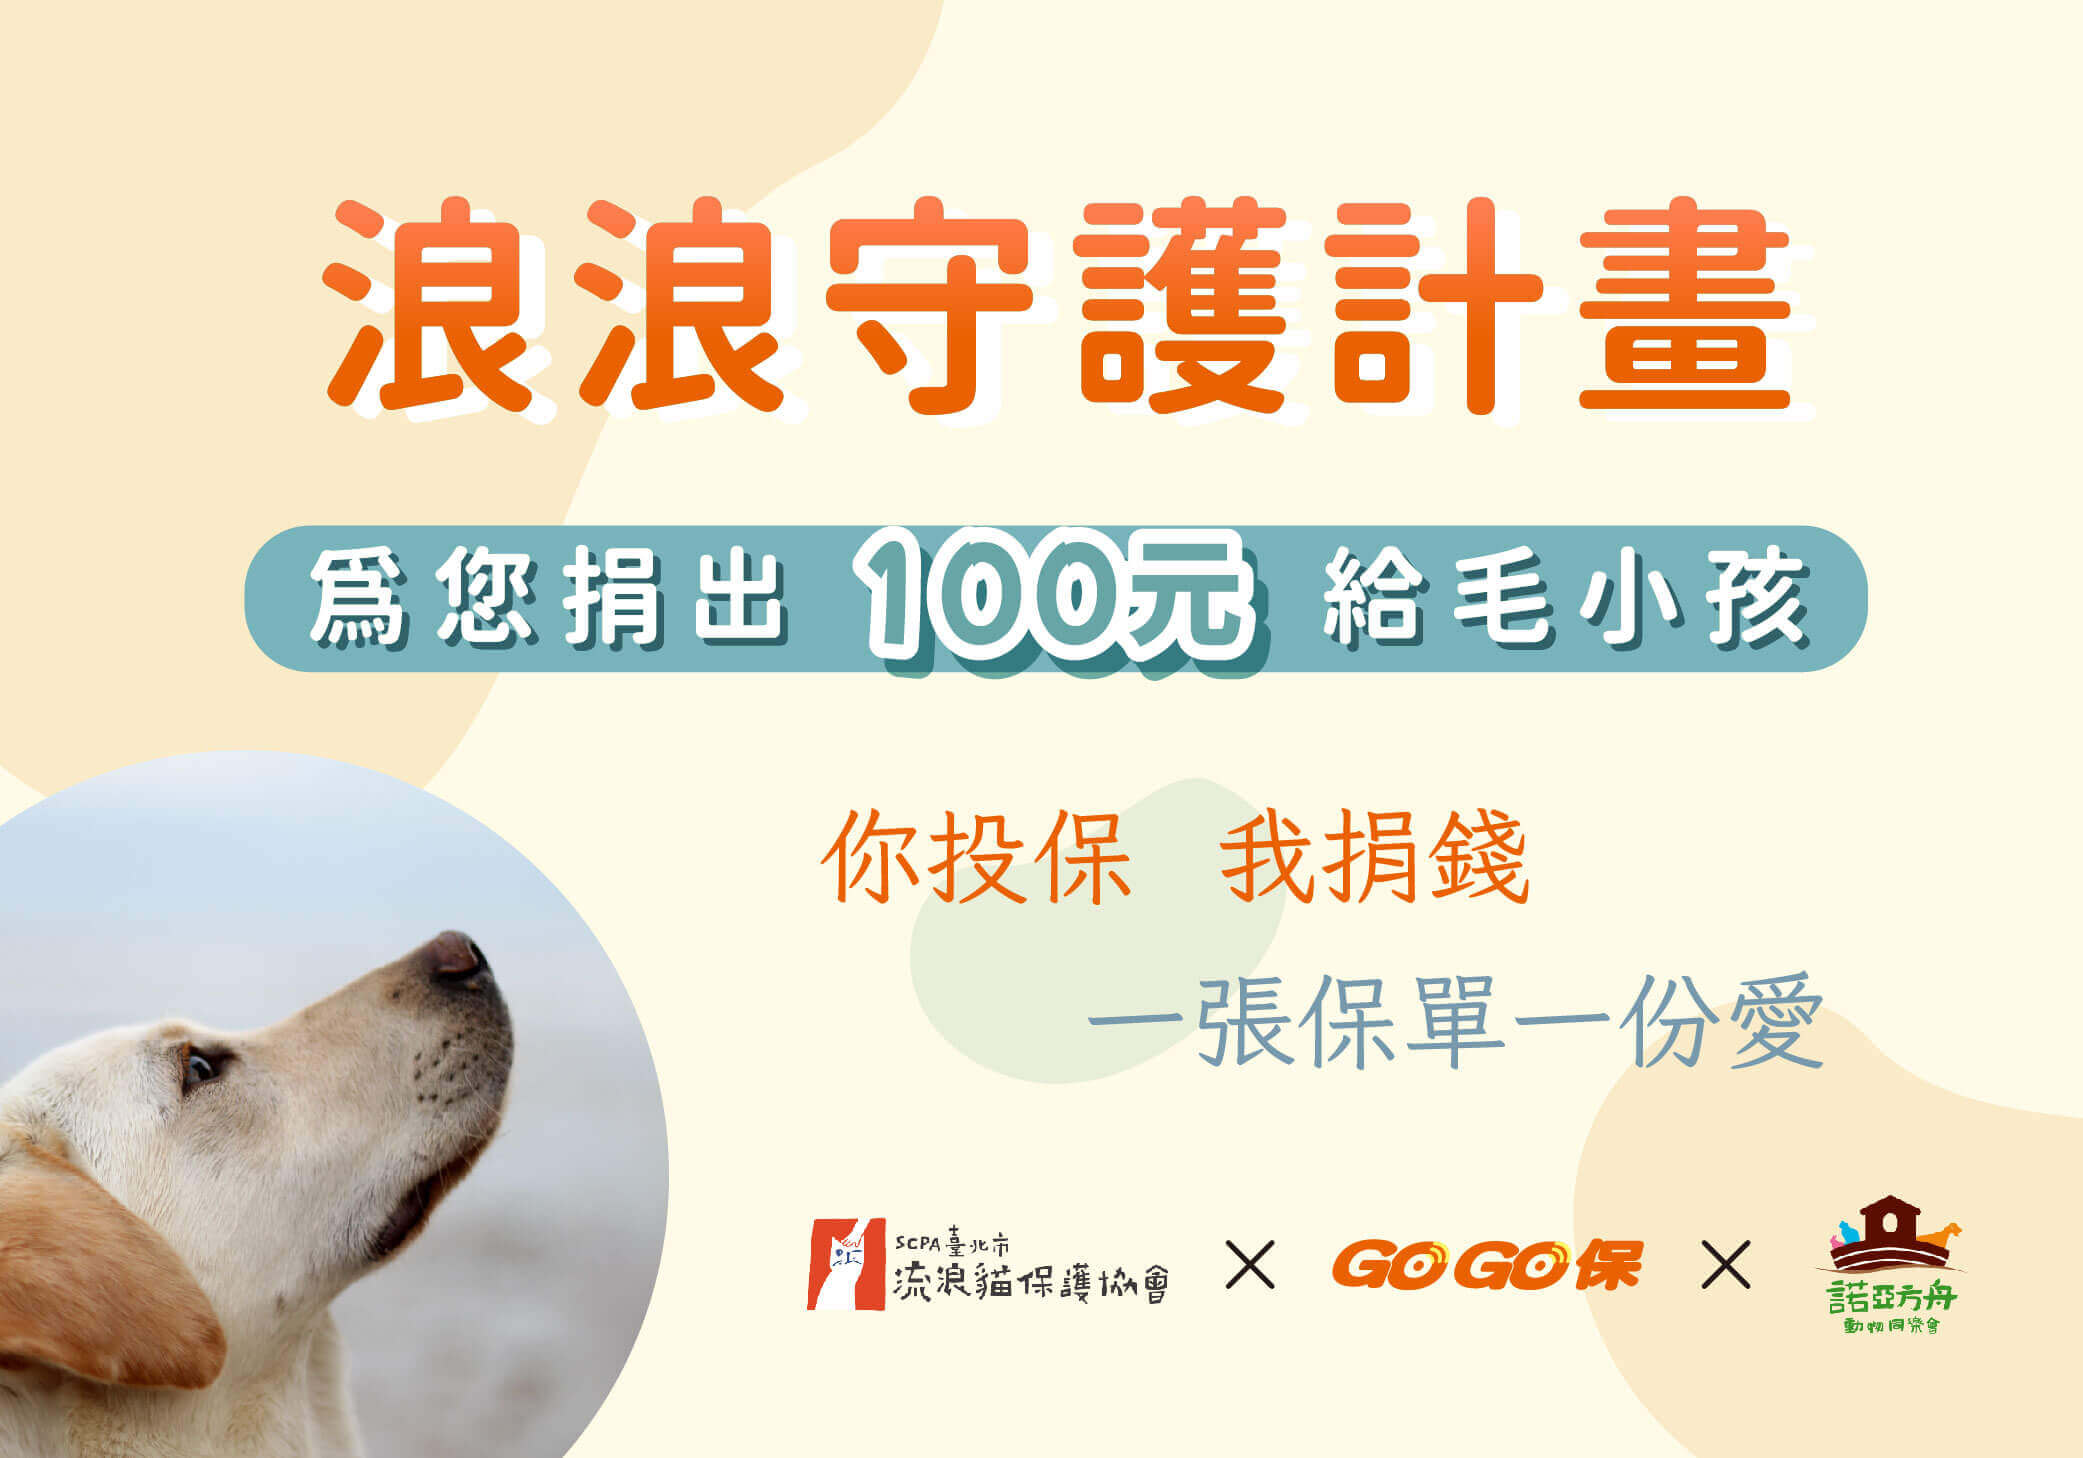 浪浪守護計畫
爲您捐出 100元 給毛小孩
你投保 我捐錢
一張保單一份愛
SCPA臺北市
流浪貓保護協會
×
GOGO保
×
諾亞方舟
動物同樂會